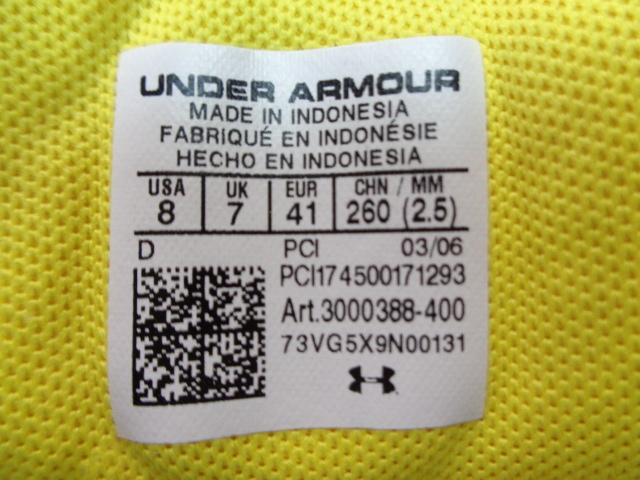 UNDER ARMOUR
MADE IN INDONESIA
FABRIQUÉ EN INDONÉSIE
HECHO EN INDONESIA
USA UK EUR CHN / MM
8 7 41 260 (2.5)
D PCI 03/06
PCI174500171293
Art.3000388-400
73VG5X9N00131